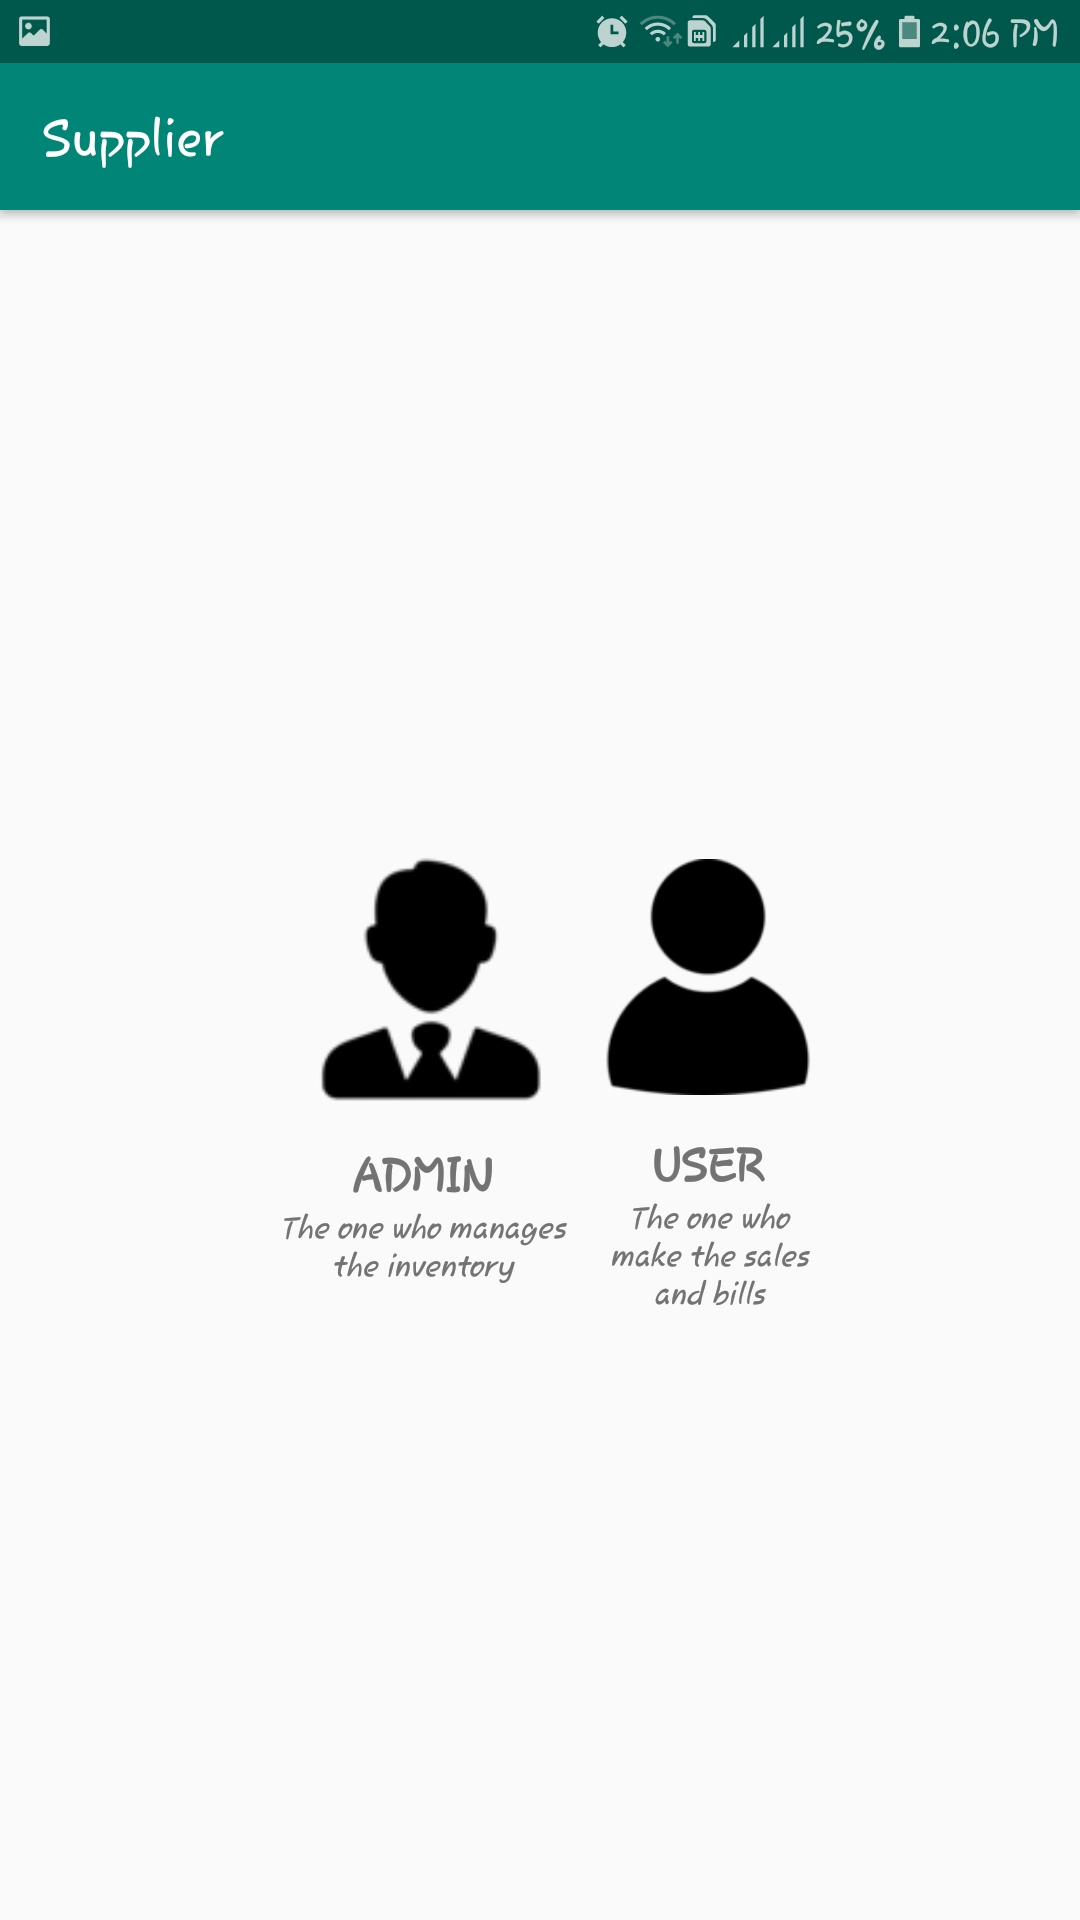 25% 2:06 PM
Supplier
ADMIN
The one who manages
the inventory
USER
The one who
make the sales
and bills